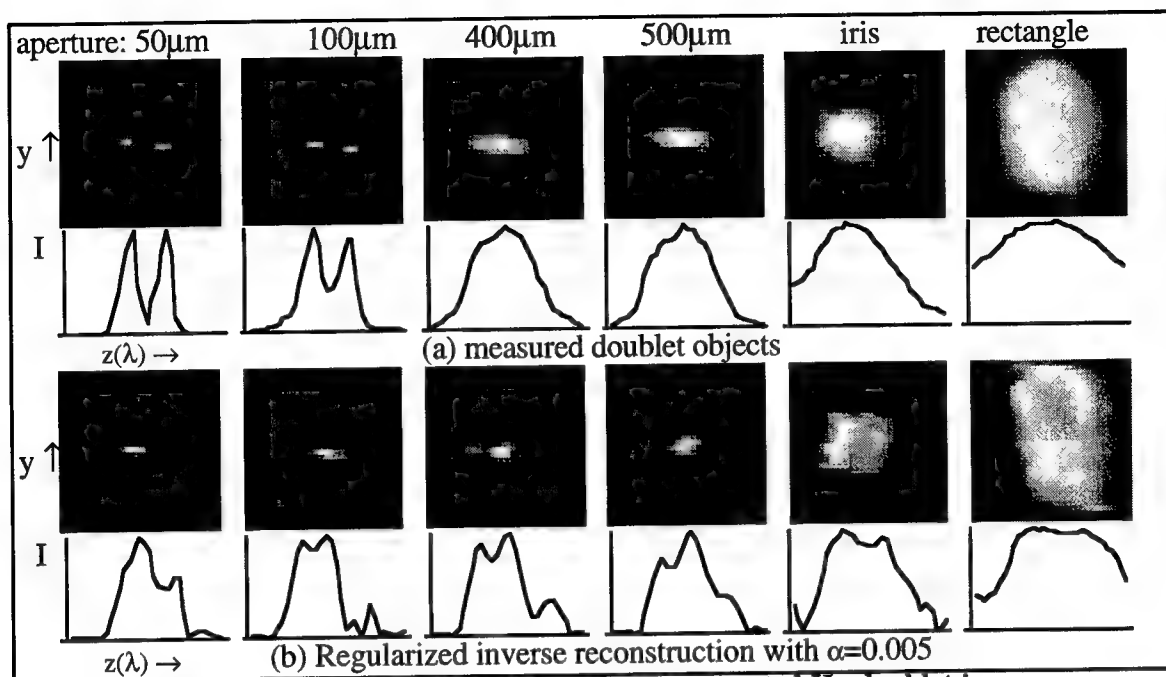 aperture: 50μm 100μm 400μm 500μm iris rectangle
y ↑
I
z(λ) →
(a) measured doublet objects
y ↑
I
z(λ) →
(b) Regularized inverse reconstruction with α=0.005